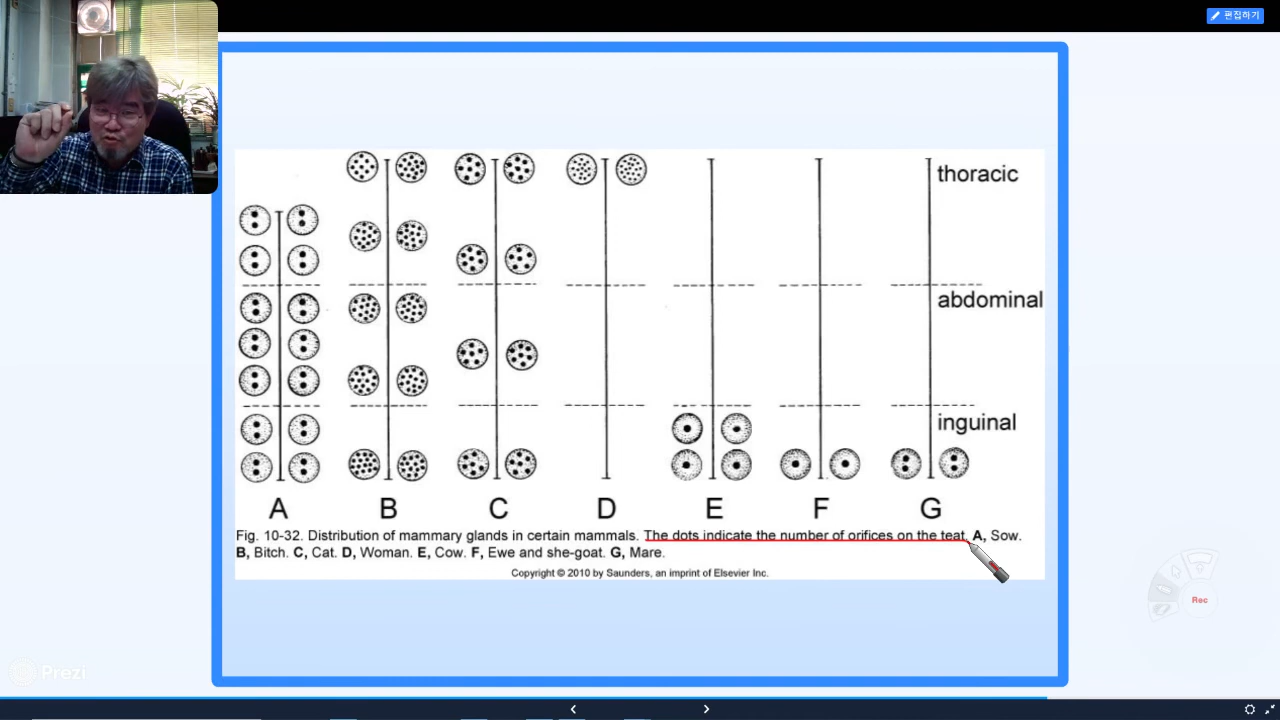 편집하기
thoracic
abdominal
inguinal
A B C D E F G
Fig. 10-32. Distribution of mammary glands in certain mammals. The dots indicate the number of orifices on the teat. A, Sow.
B, Bitch. C, Cat. D, Woman. E, Cow. F, Ewe and she-goat. G, Mare.
Copyright © 2010 by Saunders, an imprint of Elsevier Inc.
Rec
Prezi